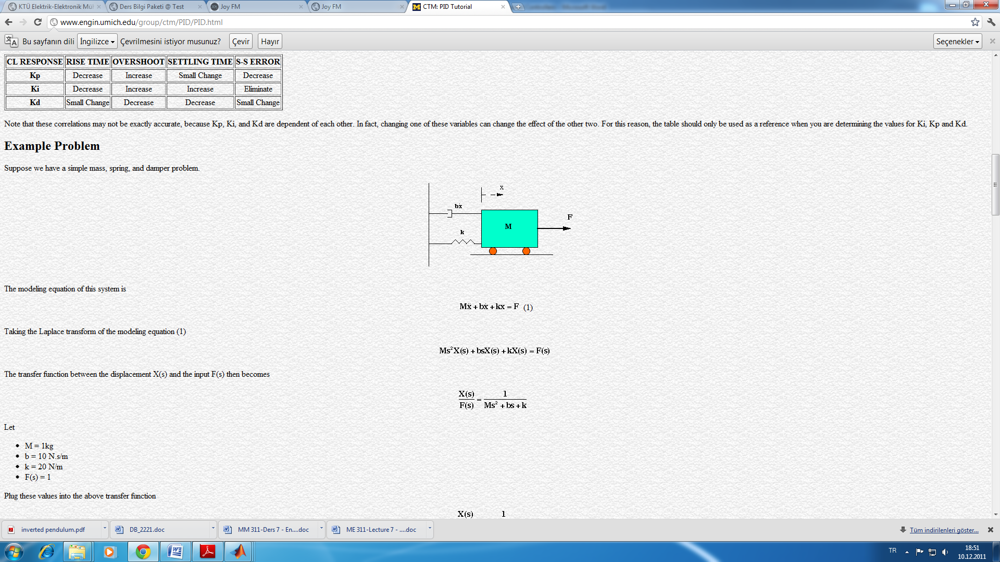 KTÜ Elektrik-Elektronik Mü
Ders Bilgi Paketi @ Test
Joy FM
Joy FM
CTM: PID Tutorial
www.engin.umich.edu/group/ctm/PID/PID.html
Bu sayfanın dili İngilizce Çevrilmesini istiyor musunuz? Çevir Hayır Seçenekler
CL RESPONSE RISE TIME OVERSHOOT SETTLING TIME S-S ERROR
Kp Decrease Increase Small Change Decrease
Ki Decrease Increase Increase Eliminate
Kd Small Change Decrease Decrease Small Change
Note that these correlations may not be exactly accurate, because Kp, Ki, and Kd are dependent of each other. In fact, changing one of these variables can change the effect of the other two. For this reason, the table should only be used as a reference when you are determining the values for Ki, Kp and Kd.
Example Problem
Suppose we have a simple mass, spring, and damper problem.
x
bẋ
F
M
k
The modeling equation of this system is
Mẍ + bẋ + kx = F (1)
Taking the Laplace transform of the modeling equation (1)
Ms²X(s) + bsX(s) + kX(s) = F(s)
The transfer function between the displacement X(s) and the input F(s) then becomes
X(s) 1
=
F(s) Ms² + bs + k
Let
• M = 1kg
• b = 10 N.s/m
• k = 20 N/m
• F(s) = 1
Plug these values into the above transfer function
X(s) 1
inverted pendulum.pdf
DB_2221.doc
MM 311-Ders 7 - En....doc
ME 311-Lecture 7 - ....doc
Tüm indirilenleri göster...
TR
18:51
10.12.2011